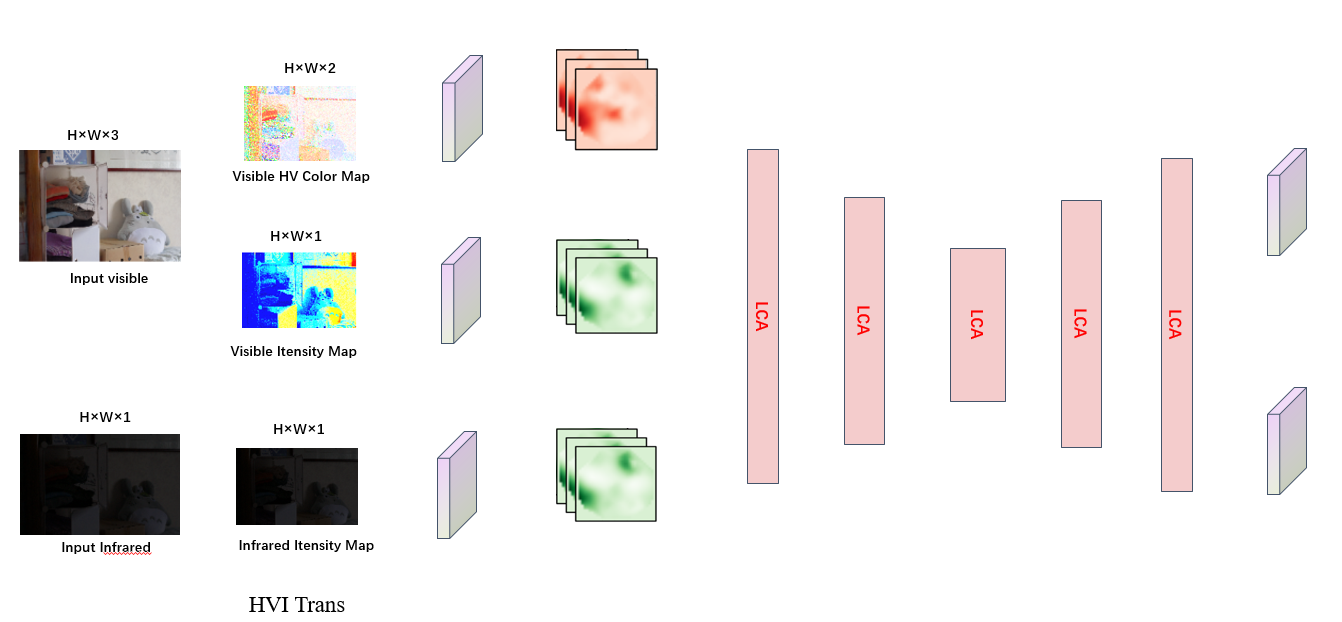 H×W×3
Input visible
H×W×2
Visible HV Color Map
H×W×1
Visible Itensity Map
H×W×1
Input Infrared
H×W×1
Infrared Itensity Map
HVI Trans
LCA
LCA
LCA
LCA
LCA